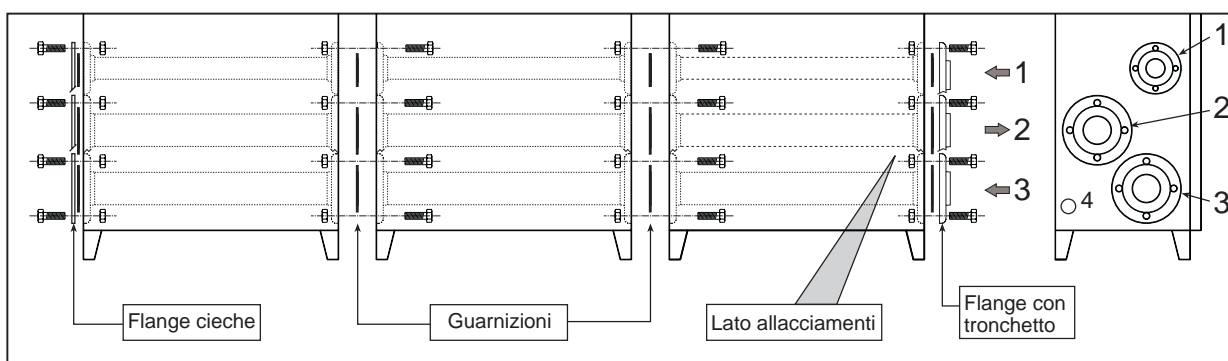 1
2
3
1
2
3
4
Flange cieche
Guarnizioni
Lato allacciamenti
Flange con
tronchetto